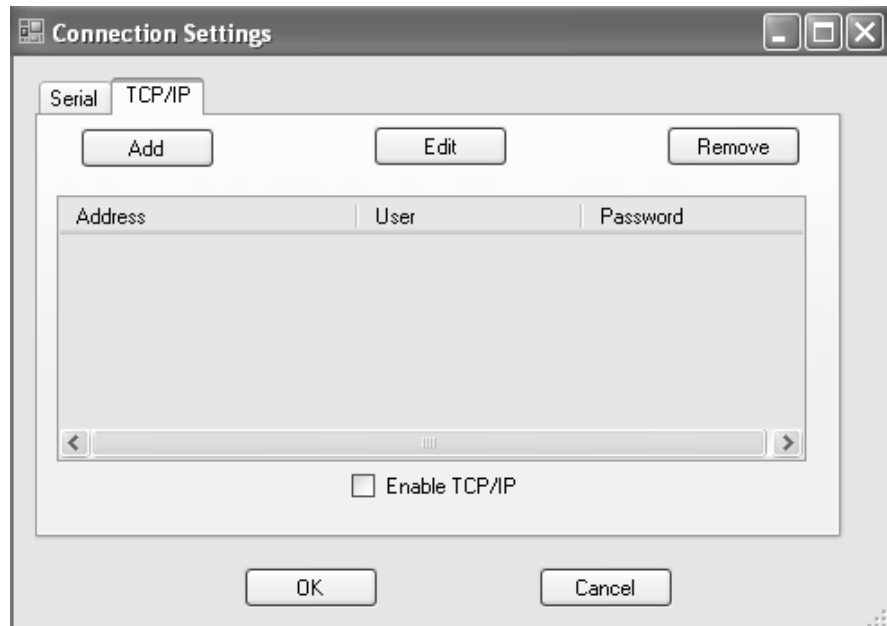 Connection Settings
Serial TCP/IP
Add Edit Remove
Address User Password
Enable TCP/IP
OK Cancel